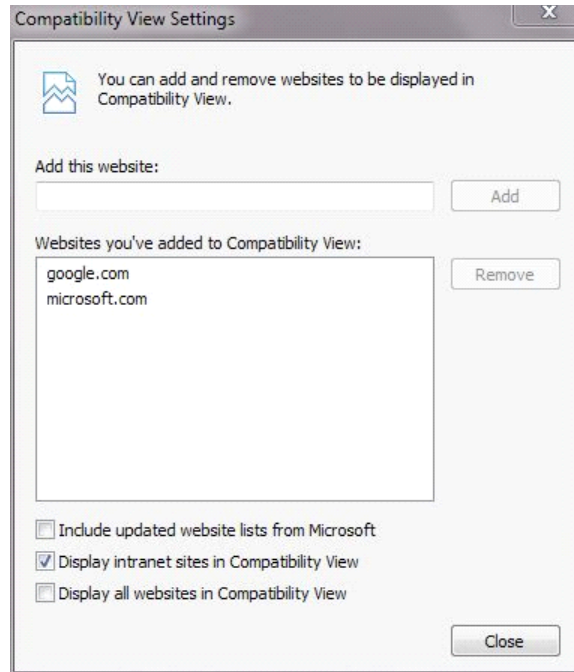 Compatibility View Settings
X
You can add and remove websites to be displayed in
Compatibility View.
Add this website:
Add
Websites you've added to Compatibility View:
google.com
microsoft.com
Remove
Include updated website lists from Microsoft
Display intranet sites in Compatibility View
Display all websites in Compatibility View
Close